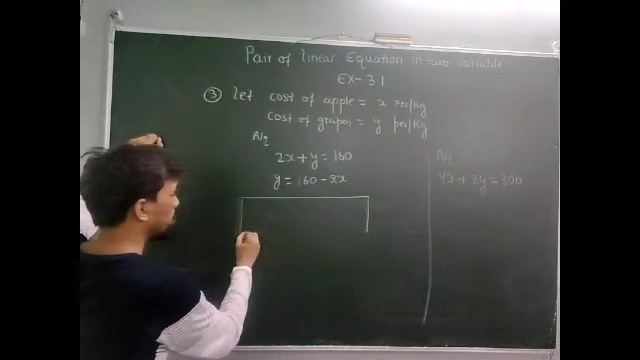 Pair of linear Equation in two variable
EX-3.1
③ let cost of apple = x per/kg
cost of grapes = y per/kg
A/q
2x + y = 160
y = 160 - 2x
A/q
4x + 2y = 300